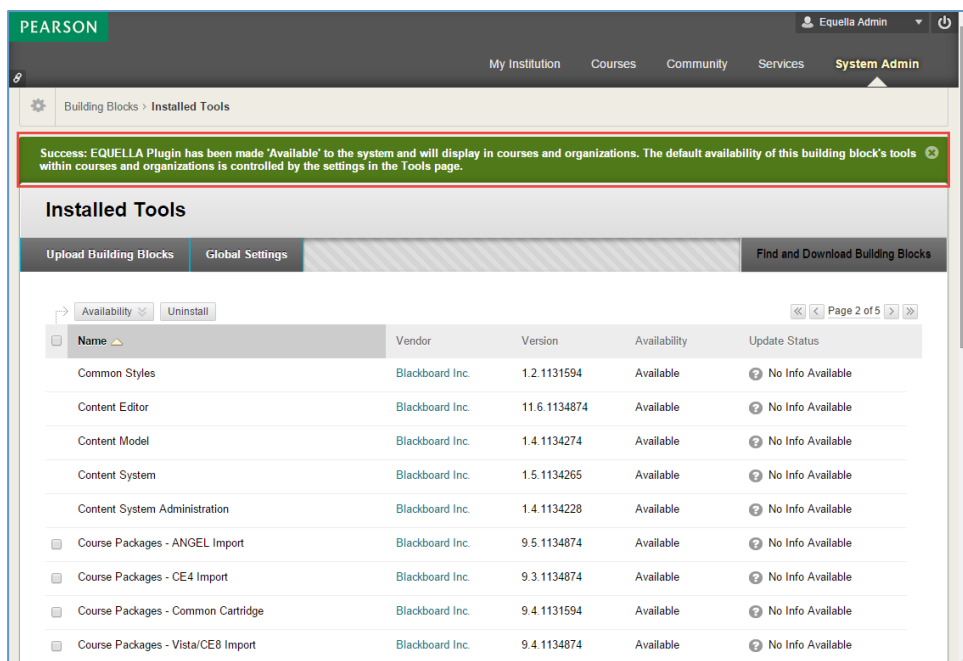 PEARSON
Equella Admin
My Institution Courses Community Services System Admin
Building Blocks > Installed Tools
Success: EQUELLA Plugin has been made 'Available' to the system and will display in courses and organizations. The default availability of this building block's tools
within courses and organizations is controlled by the settings in the Tools page.
Installed Tools
Upload Building Blocks Global Settings Find and Download Building Blocks
Availability Uninstall << < Page 2 of 5 > >>
Name Vendor Version Availability Update Status
Common Styles Blackboard Inc. 1.2.1131594 Available ? No Info Available
Content Editor Blackboard Inc. 11.6.1134874 Available ? No Info Available
Content Model Blackboard Inc. 1.4.1134274 Available ? No Info Available
Content System Blackboard Inc. 1.5.1134265 Available ? No Info Available
Content System Administration Blackboard Inc. 1.4.1134228 Available ? No Info Available
Course Packages - ANGEL Import Blackboard Inc. 9.5.1134874 Available ? No Info Available
Course Packages - CE4 Import Blackboard Inc. 9.3.1134874 Available ? No Info Available
Course Packages - Common Cartridge Blackboard Inc. 9.4.1131594 Available ? No Info Available
Course Packages - Vista/CE8 Import Blackboard Inc. 9.4.1134874 Available ? No Info Available